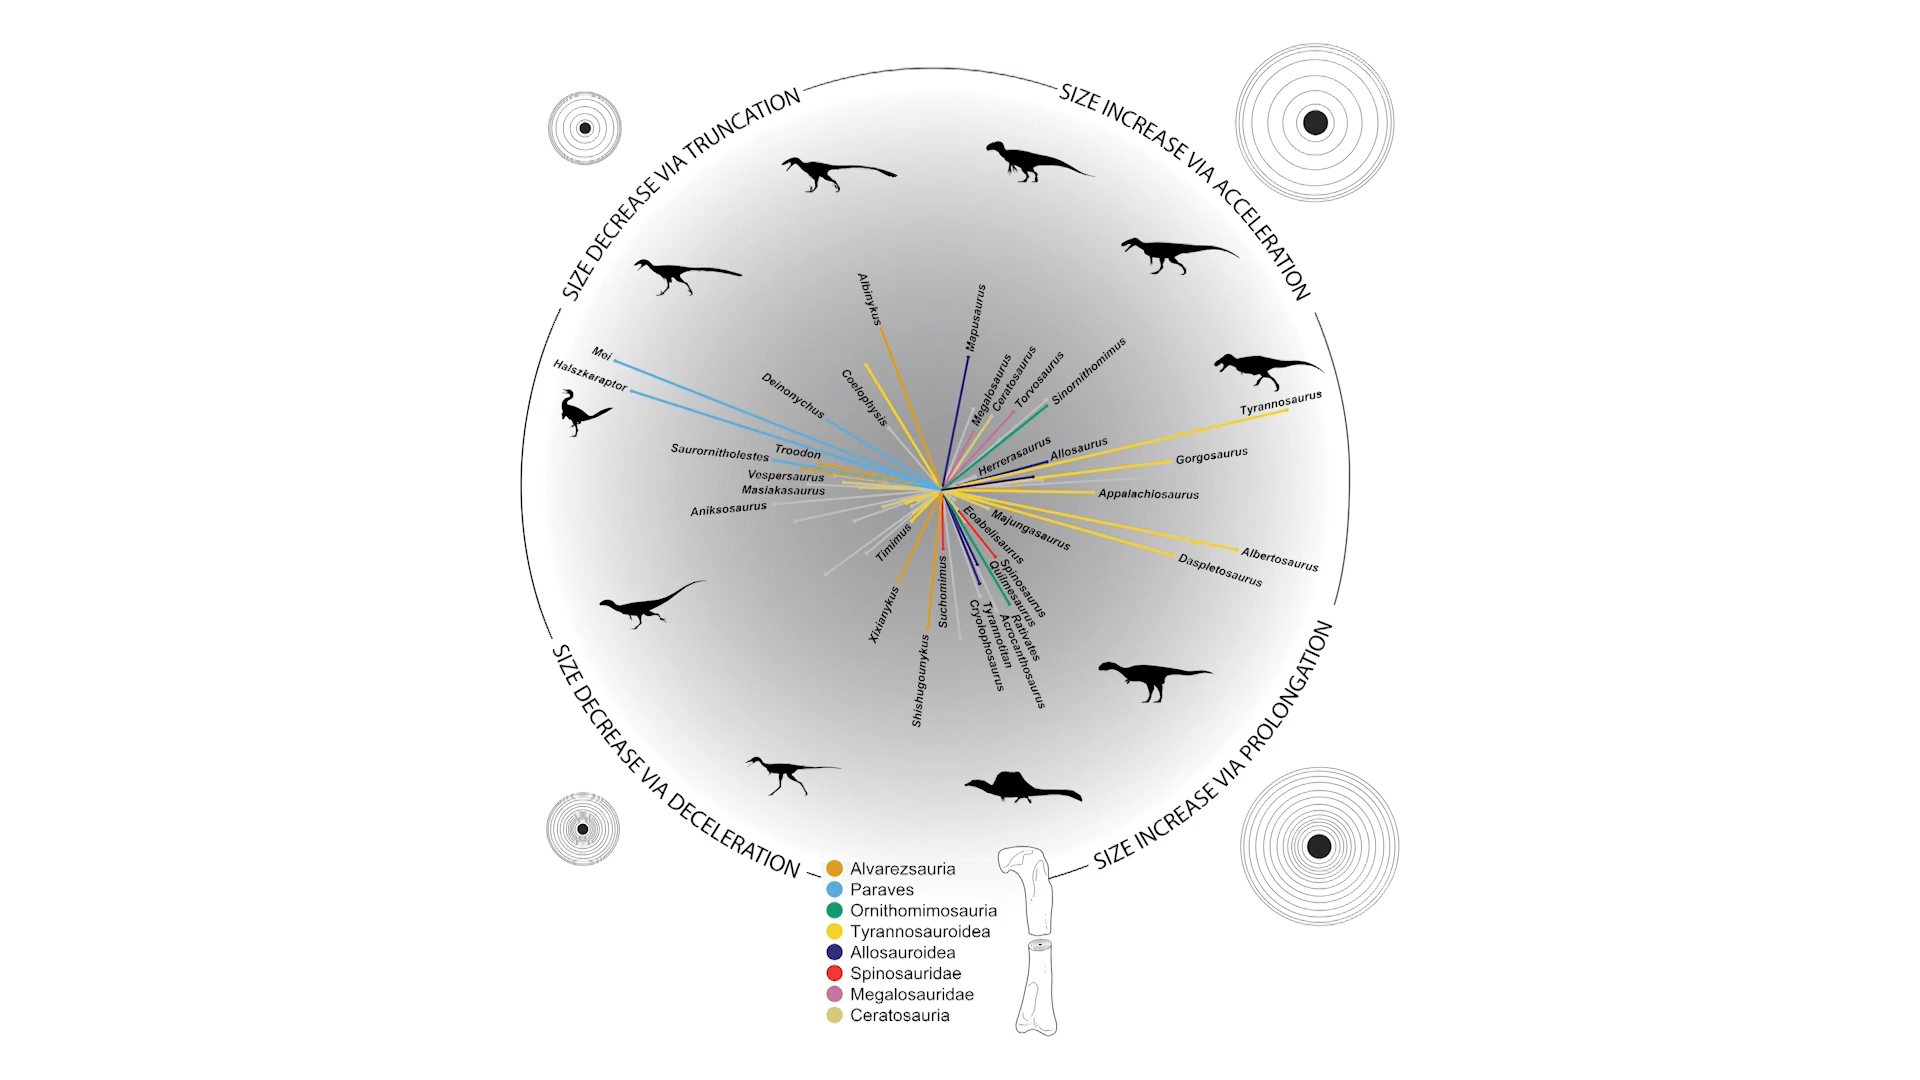 SIZE DECREASE VIA TRUNCATION
SIZE INCREASE VIA ACCELERATION
Albinykus
Mapusaurus
Mei
Halszkaraptor
Deinonychus
Coelophysis
Megalosaurus
Ceratosaurus
Torvosaurus
Sinornithomimus
Tyrannosaurus
Saurornitholestes
Troodon
Herrerasaurus
Allosaurus
Gorgosaurus
Vespersaurus
Masiakasaurus
Appalachiosaurus
Aniksosaurus
Timimus
Eoabelisaurus
Majungasaurus
Albertosaurus
Daspletosaurus
Xixianykus
Shishugounykus
Suchomimus
Spinosaurus
Quilmesaurus
Rativates
Acrocanthosaurus
Tyrannotitan
Cryolophosaurus
SIZE DECREASE VIA DECELERATION
SIZE INCREASE VIA PROLONGATION
Alvarezsauria
Paraves
Ornithomimosauria
Tyrannosauroidea
Allosauroidea
Spinosauridae
Megalosauridae
Ceratosauria